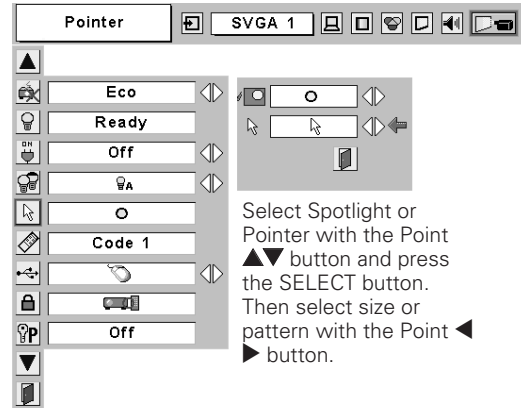 Pointer
SVGA 1
Eco
Ready
ON
Off
A
Code 1
P
Off
Select Spotlight or
Pointer with the Point
▲▼ button and press
the SELECT button.
Then select size or
pattern with the Point ◀
▶ button.